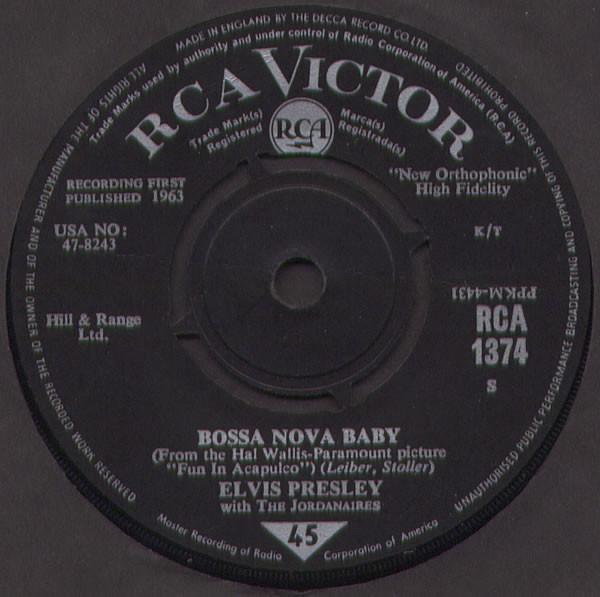 MADE IN ENGLAND BY THE DECCA RECORD CO LTD.
ALL RIGHTS OF THE MANUFACTURER AND OF THE OWNER OF THE RECORDED WORK RESERVED
UNAUTHORISED PUBLIC PERFORMANCE, BROADCASTING AND COPYING OF THIS RECORD PROHIBITED
Trade Marks used by authority and under control of Radio Corporation of America (R.C.A)
RCA VICTOR
Trade Mark(s)
Registered
RCA
Marca(s)
Registrada(s)
RECORDING FIRST
PUBLISHED 1963
"New Orthophonic"
High Fidelity
USA NO:
47-8243
K/T
PPKM-4431
Hill & Range
Ltd.
RCA
1374
S
BOSSA NOVA BABY
(From the Hal Wallis-Paramount picture
"Fun In Acapulco") (Leiber, Stoller)
ELVIS PRESLEY
with THE JORDANAIRES
45
Master Recording of Radio Corporation of America